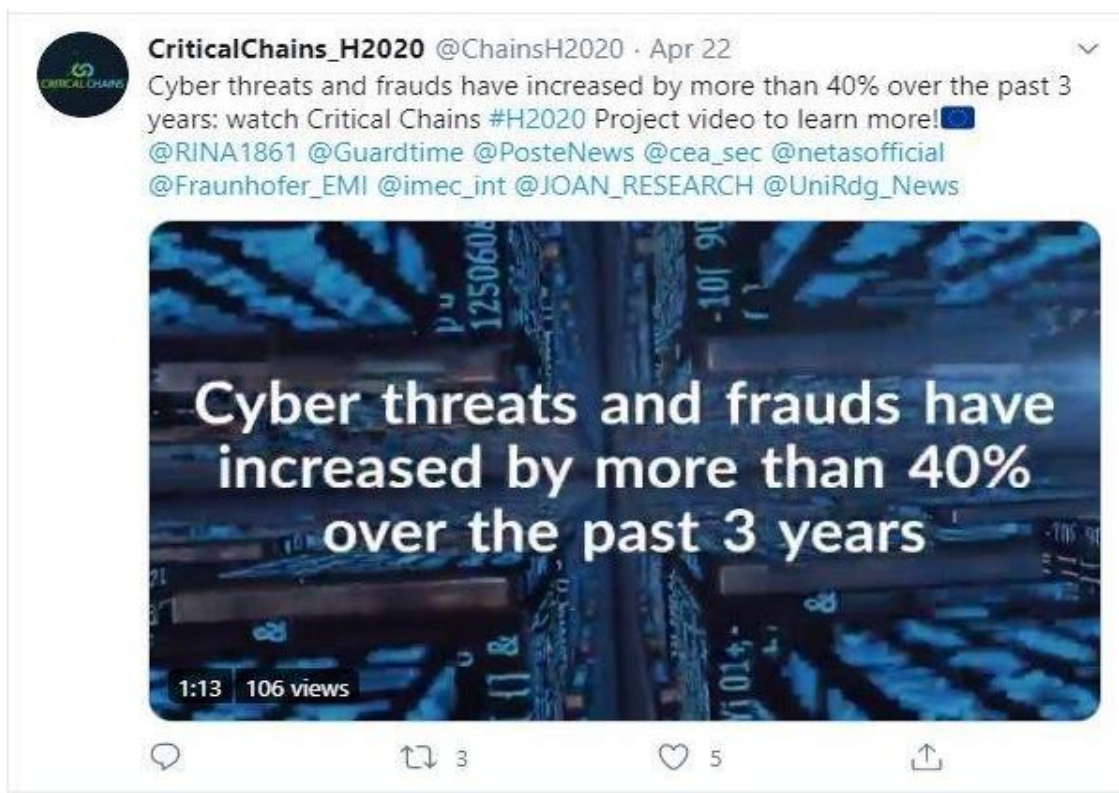 CRITICAL CHAINS
CriticalChains_H2020 @ChainsH2020 · Apr 22
Cyber threats and frauds have increased by more than 40% over the past 3
years: watch Critical Chains #H2020 Project video to learn more!🇪🇺
@RINA1861 @Guardtime @PosteNews @cea_sec @netasofficial
@Fraunhofer_EMI @imec_int @JOAN_RESEARCH @UniRdg_News
Cyber threats and frauds have
increased by more than 40%
over the past 3 years
1:13 106 views
3 5